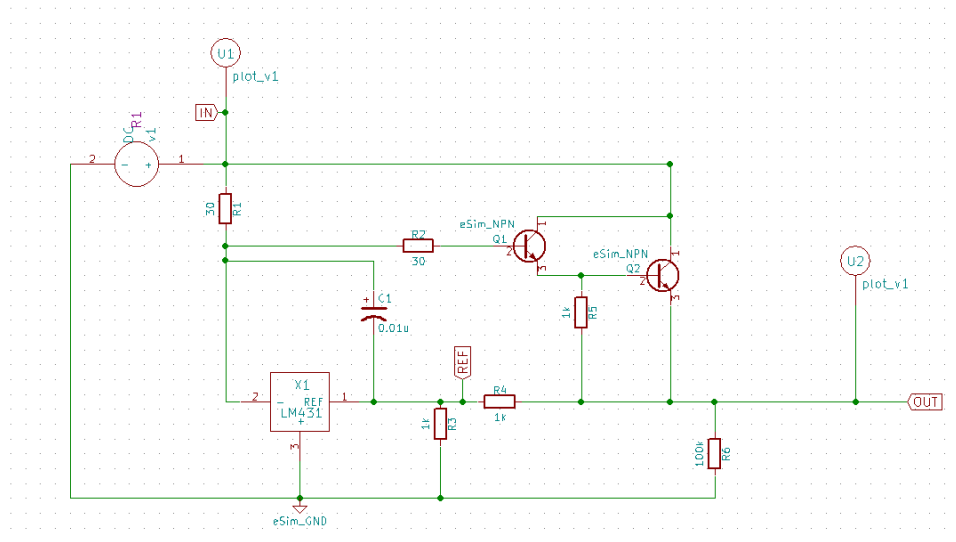 U1
plot_v1
IN
R1
DC
v1
2
-
+
1
30
R1
R2
30
eSim_NPN
Q1
1
2
3
eSim_NPN
Q2
1
2
3
U2
plot_v1
+
C1
0.01u
1k
R5
REF
X1
2
-
REF
1
LM431
+
3
R4
1k
1k
R3
OUT
100k
R6
eSim_GND